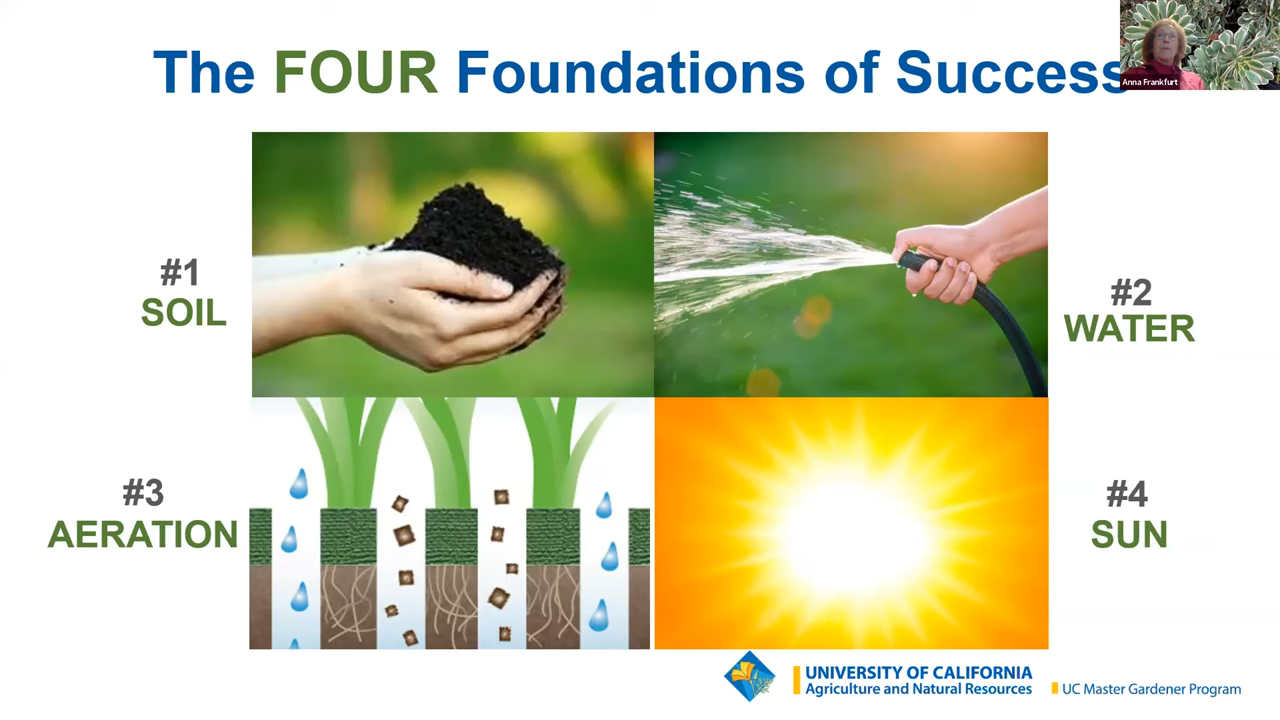 The FOUR Foundations of Success
Anna Frankfurt
#1
SOIL
#2
WATER
#3
AERATION
#4
SUN
UNIVERSITY OF CALIFORNIA
Agriculture and Natural Resources
UC Master Gardener Program